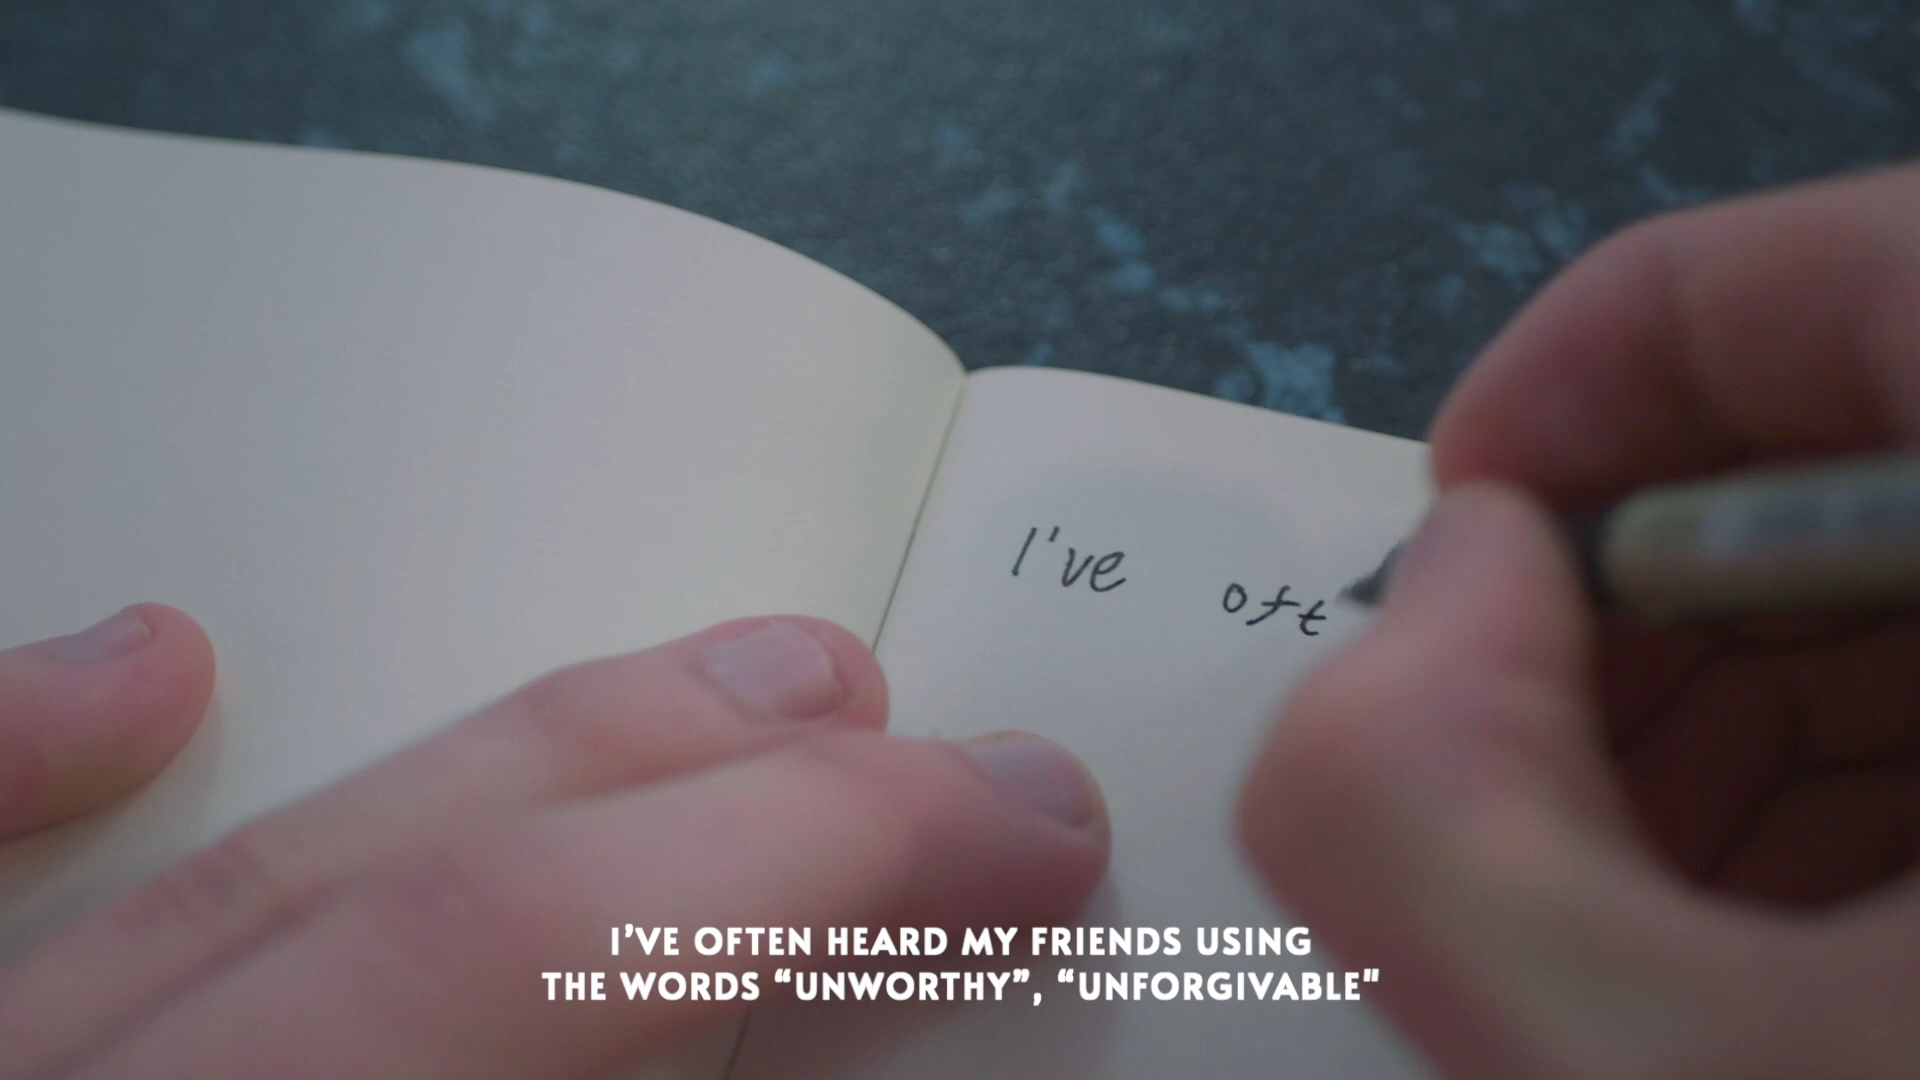 I've oft
I'VE OFTEN HEARD MY FRIENDS USING
THE WORDS “UNWORTHY”, “UNFORGIVABLE"